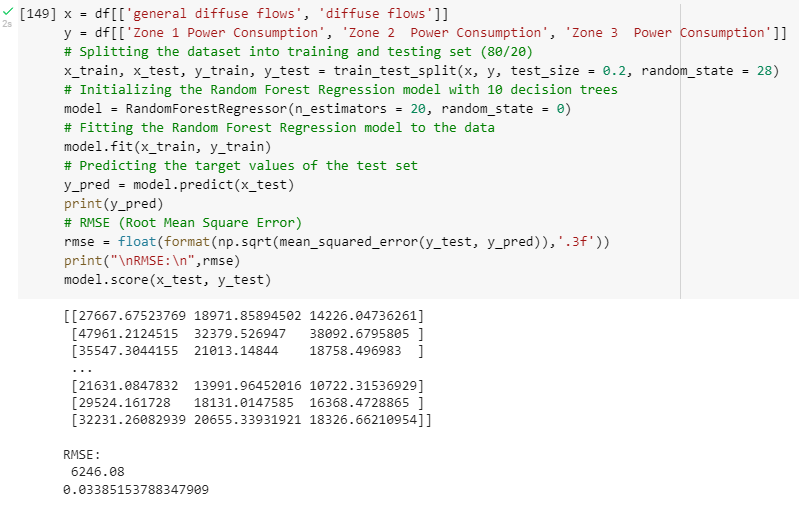 [149] x = df[['general diffuse flows', 'diffuse flows']]
y = df[['Zone 1 Power Consumption', 'Zone 2  Power Consumption', 'Zone 3  Power Consumption']]
# Splitting the dataset into training and testing set (80/20)
x_train, x_test, y_train, y_test = train_test_split(x, y, test_size = 0.2, random_state = 28)
2s
# Initializing the Random Forest Regression model with 10 decision trees
model = RandomForestRegressor(n_estimators = 20, random_state = 0)
# Fitting the Random Forest Regression model to the data
model.fit(x_train, y_train)
# Predicting the target values of the test set
y_pred = model.predict(x_test)
print(y_pred)
# RMSE (Root Mean Square Error)
rmse = float(format(np.sqrt(mean_squared_error(y_test, y_pred)),'.3f'))
print("\nRMSE:\n",rmse)
model.score(x_test, y_test)
[[27667.67523769 18971.85894502 14226.04736261]
[47961.2124515  32379.526947   38092.6795805 ]
[35547.3044155  21013.14844    18758.496983  ]
...
[21631.0847832  13991.96452016 10722.31536929]
[29524.161728   18131.0147585  16368.4728865 ]
[32231.26082939 20655.33931921 18326.66210954]]
RMSE:
6246.08
0.03385153788347909